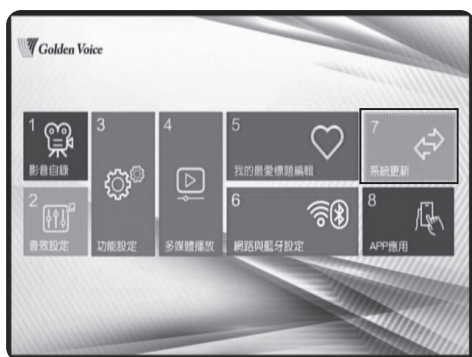 Golden Voice
1
影音自錄
2
音效設定
3
功能設定
4
多媒體播放
5
我的最愛標題編輯
6
網路與藍牙設定
7
系統更新
8
APP應用